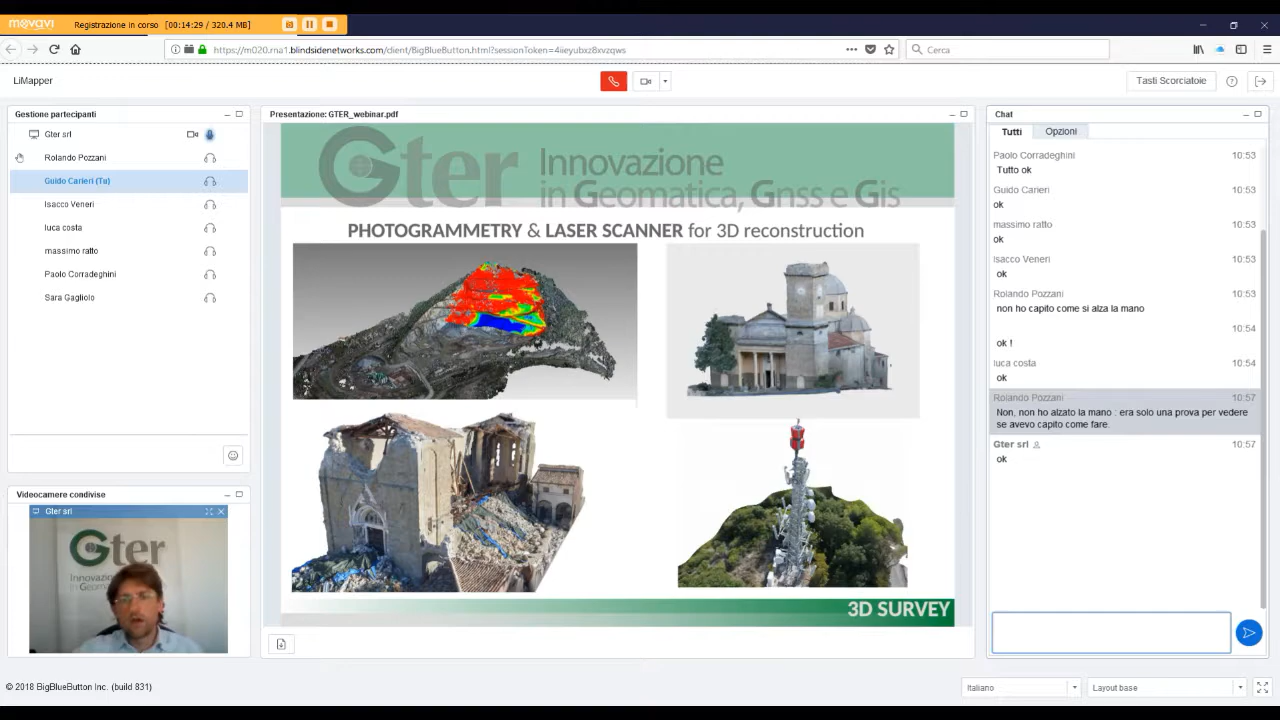 movavi
Registrazione in corso [00:14:29 / 320.4 MB]
https://m020.rna1.blindsidenetworks.com/client/BigBlueButton.html?sessionToken=4iieyubxz8xvzqws
Cerca
LiMapper
Tasti Scorciatoie
Gestione partecipanti
Gter srl
Rolando Pozzani
Guido Carieri (Tu)
Isacco Veneri
luca costa
massimo ratto
Paolo Corradeghini
Sara Gagliolo
Videocamere condivise
Gter srl
Gter
Innovazione
in Geomatica,
Presentazione: GTER_webinar.pdf
Gter Innovazione
in Geomatica, Gnss e Gis
PHOTOGRAMMETRY & LASER SCANNER for 3D reconstruction
3D SURVEY
Chat
Tutti
Opzioni
Paolo Corradeghini 10:53
Tutto ok
Guido Carieri 10:53
ok
massimo ratto 10:53
ok
Isacco Veneri 10:53
ok
Rolando Pozzani 10:53
non ho capito come si alza la mano
10:54
ok !
luca costa 10:54
ok
Rolando Pozzani 10:57
Non, non ho alzato la mano : era solo una prova per vedere
se avevo capito come fare.
Gter srl 10:57
ok
© 2018 BigBlueButton Inc. (build 831)
Italiano
Layout base